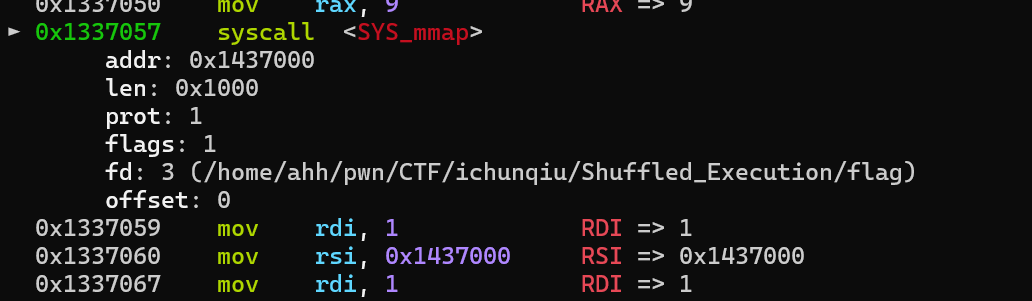 0x1337050 mov rax, 9 RAX => 9
► 0x1337057 syscall <SYS_mmap>
addr: 0x1437000
len: 0x1000
prot: 1
flags: 1
fd: 3 (/home/ahh/pwn/CTF/ichunqiu/Shuffled_Execution/flag)
offset: 0
0x1337059 mov rdi, 1 RDI => 1
0x1337060 mov rsi, 0x1437000 RSI => 0x1437000
0x1337067 mov rdi, 1 RDI => 1